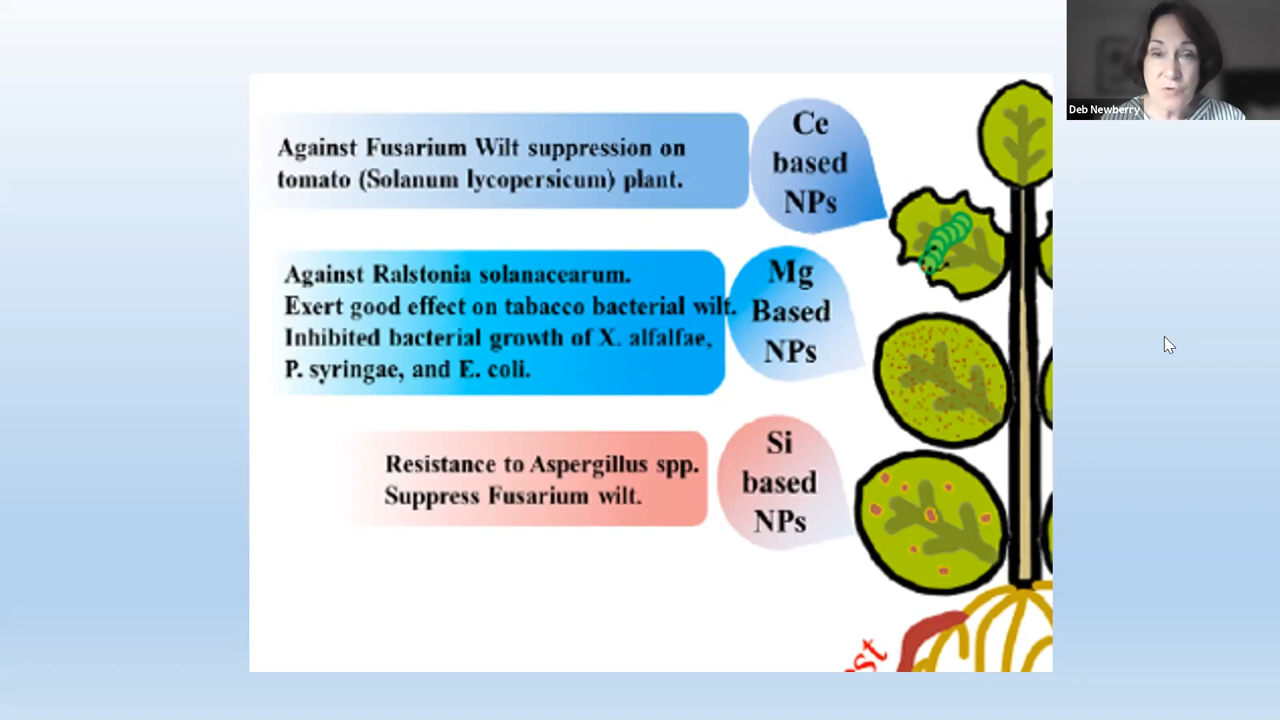 Deb Newberry
Against Fusarium Wilt suppression on
tomato (Solanum lycopersicum) plant.
Ce
based
NPs
Against Ralstonia solanacearum.
Exert good effect on tabacco bacterial wilt.
Inhibited bacterial growth of X. alfalfae,
P. syringae, and E. coli.
Mg
Based
NPs
Resistance to Aspergillus spp.
Suppress Fusarium wilt.
Si
based
NPs